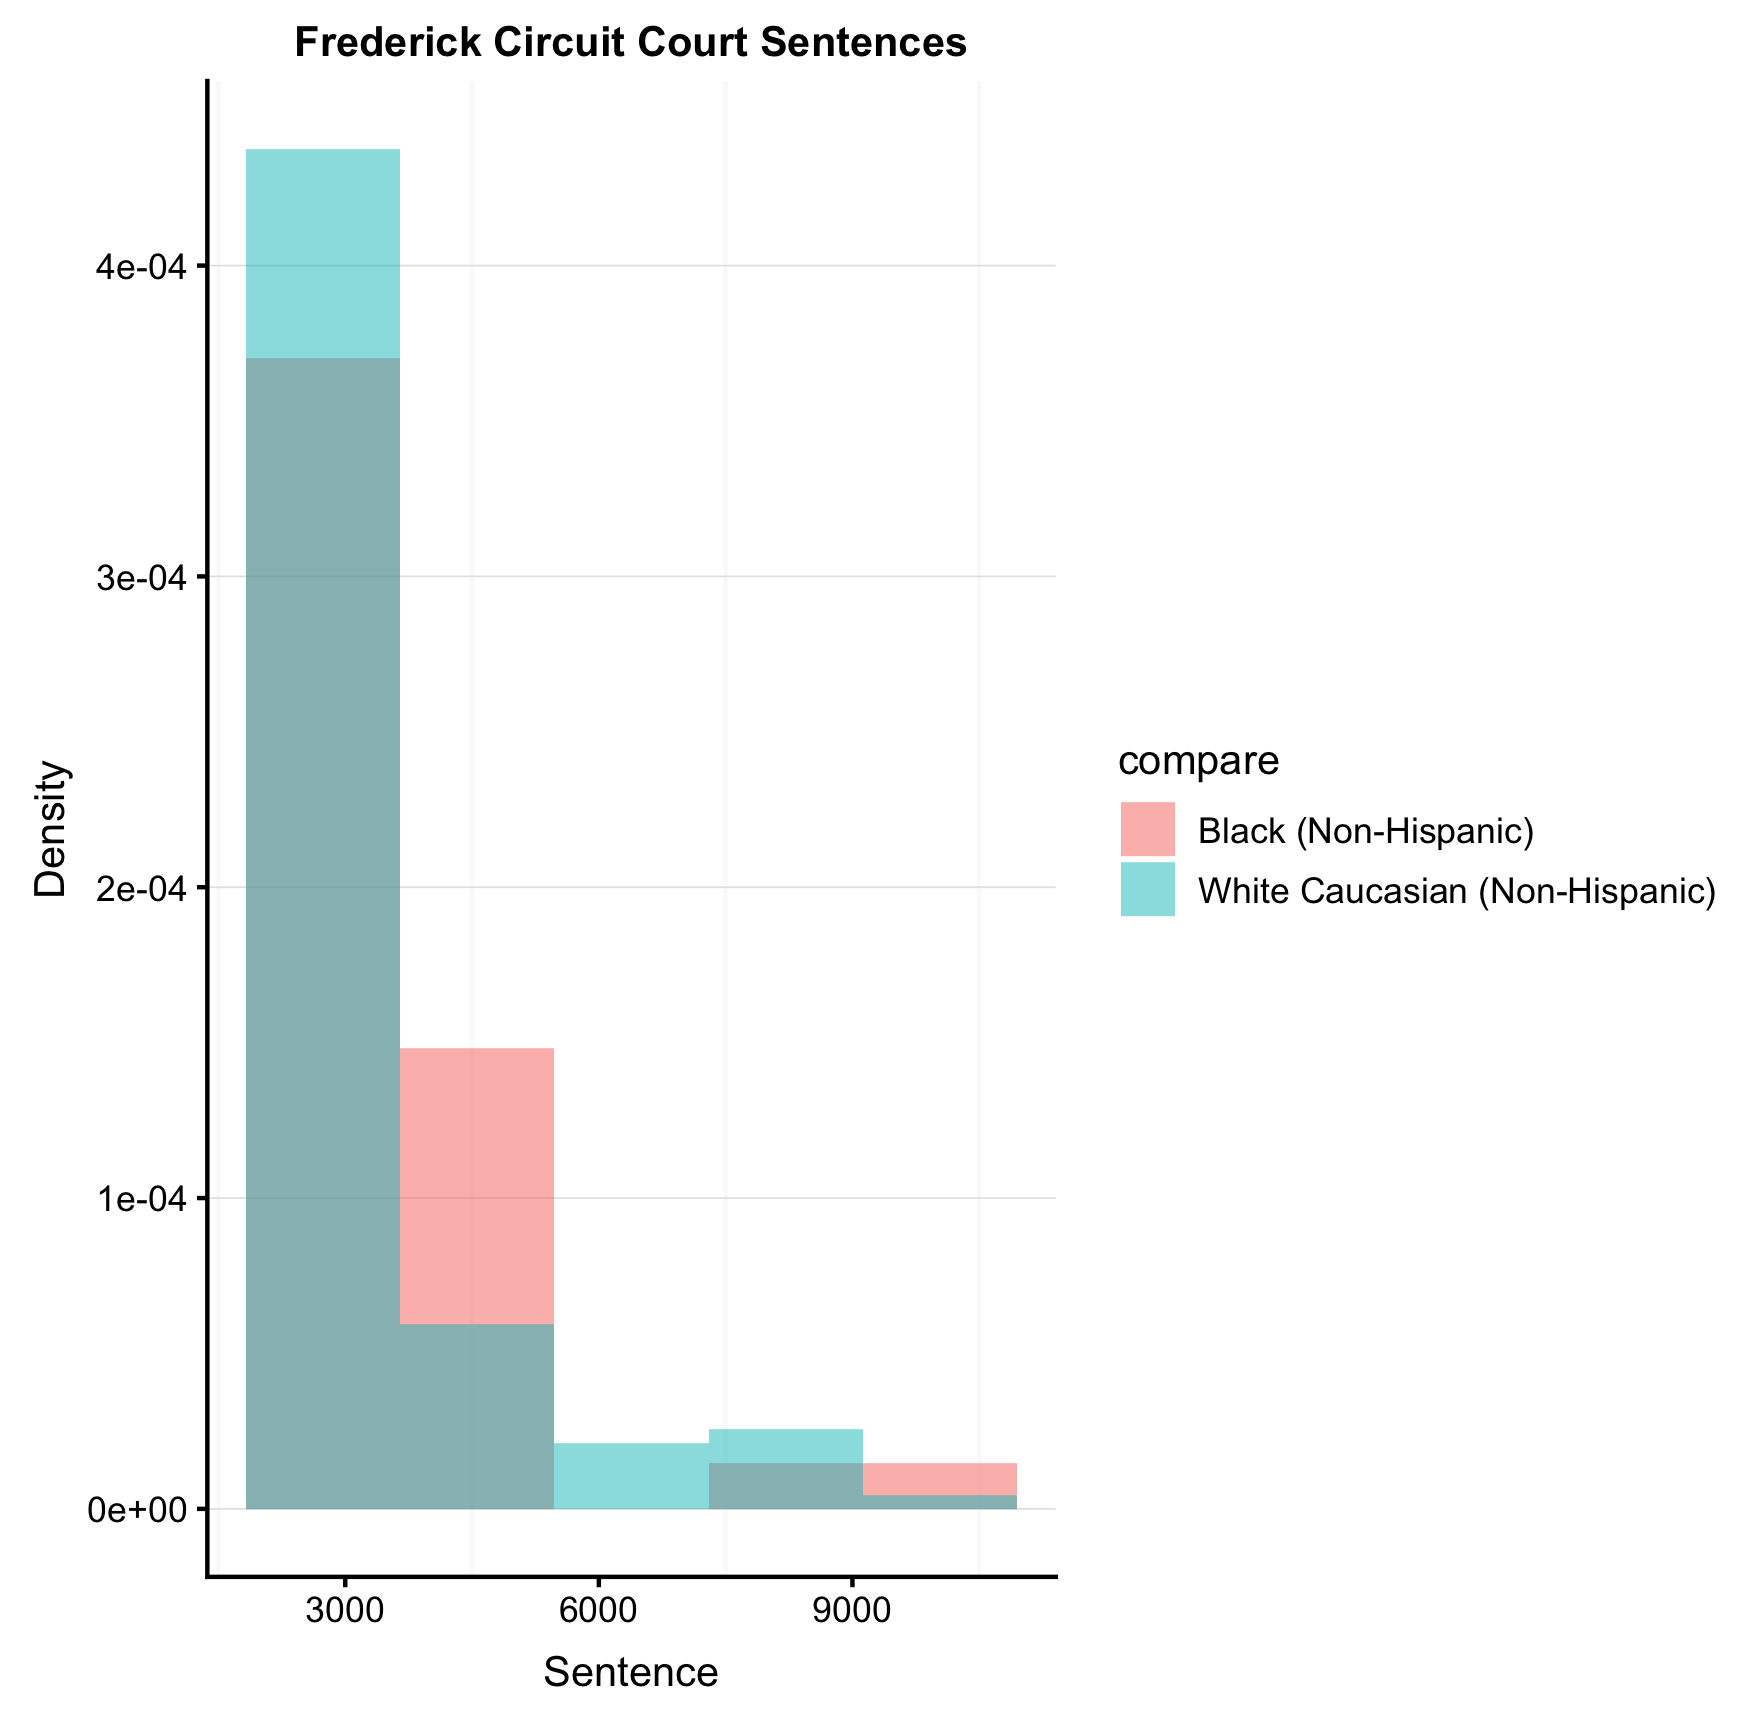 Frederick Circuit Court Sentences
Density
4e-04
3e-04
2e-04
1e-04
0e+00
3000 6000 9000
Sentence
compare
Black (Non-Hispanic)
White Caucasian (Non-Hispanic)